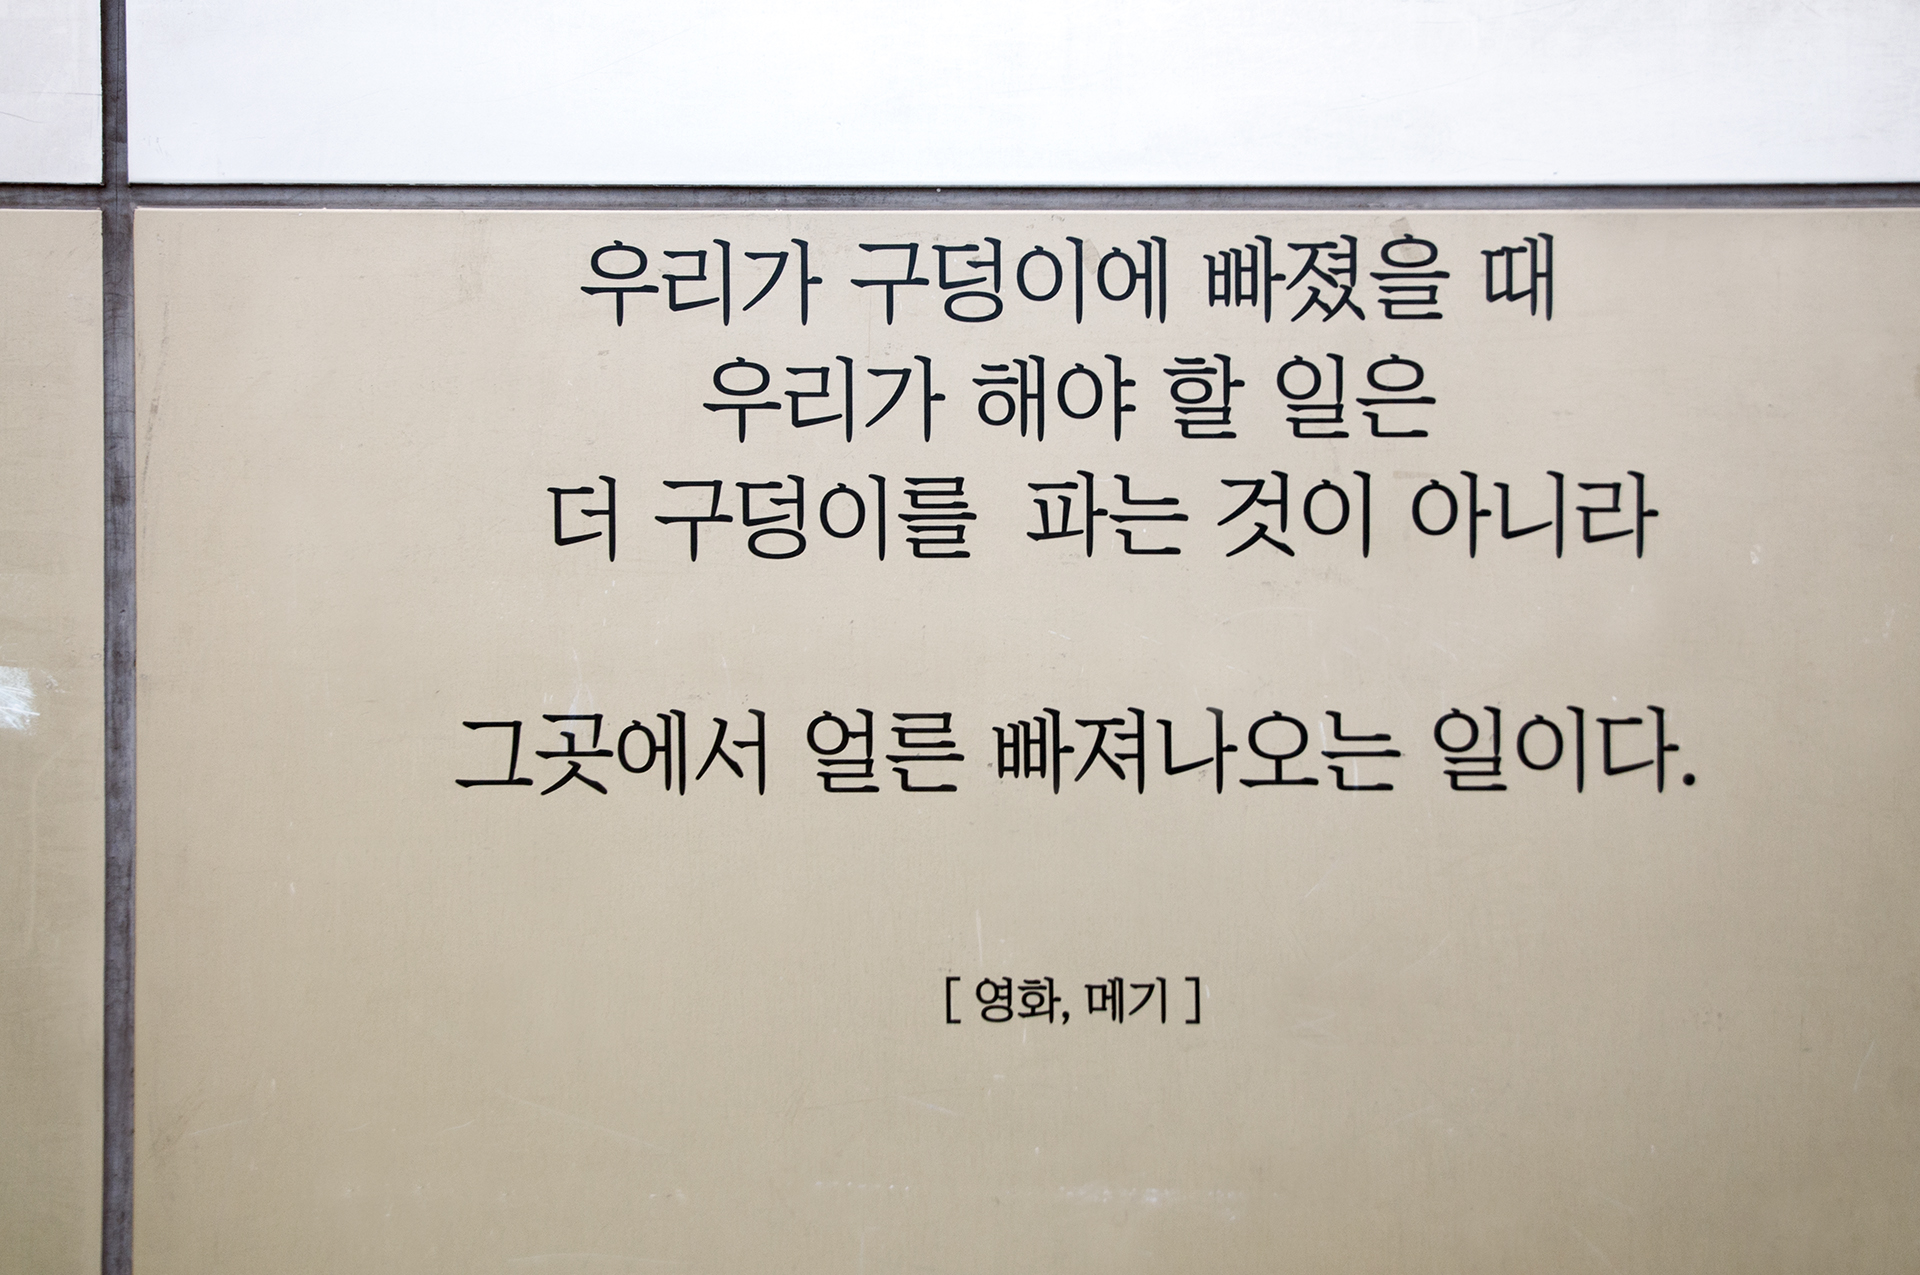 우리가 구덩이에 빠졌을 때
우리가 해야 할 일은
더 구덩이를 파는 것이 아니라
그곳에서 얼른 빠져나오는 일이다.
[ 영화, 메기 ]